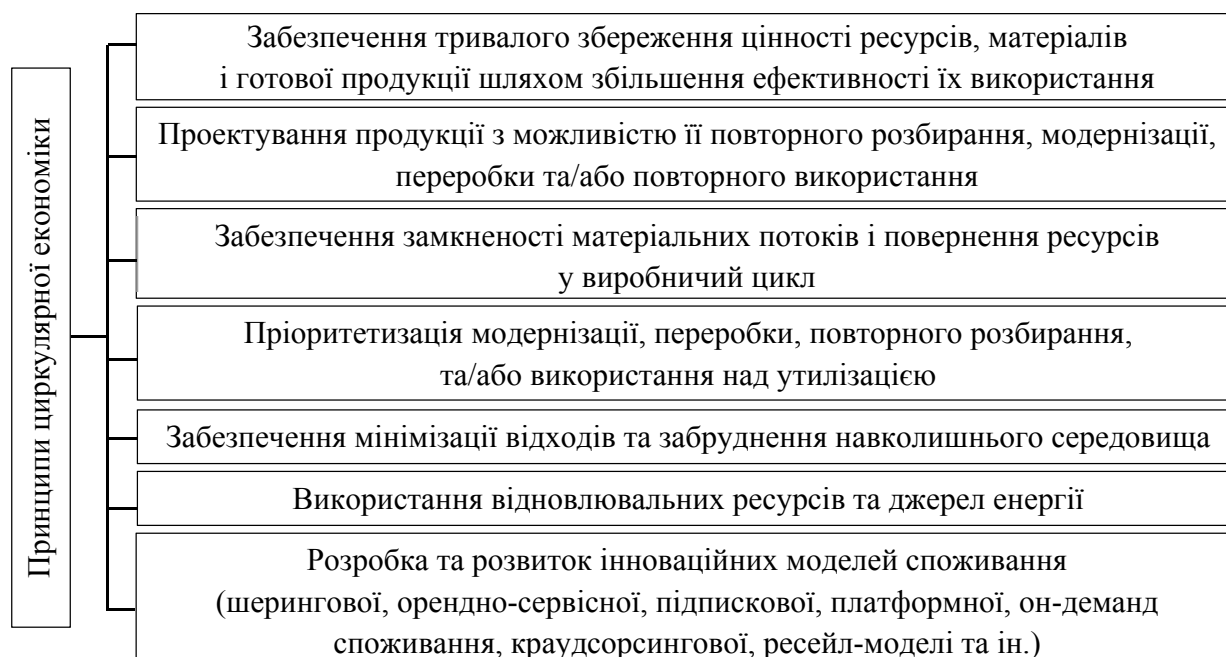 Принципи циркулярної економіки
Забезпечення тривалого збереження цінності ресурсів, матеріалів
і готової продукції шляхом збільшення ефективності їх використання
Проектування продукції з можливістю її повторного розбирання, модернізації,
переробки та/або повторного використання
Забезпечення замкненості матеріальних потоків і повернення ресурсів
у виробничий цикл
Пріоритетизація модернізації, переробки, повторного розбирання,
та/або використання над утилізацією
Забезпечення мінімізації відходів та забруднення навколишнього середовища
Використання відновлювальних ресурсів та джерел енергії
Розробка та розвиток інноваційних моделей споживання
(шерингової, орендно-сервісної, підпискової, платформної, он-деманд
споживання, краудсорсингової, ресейл-моделі та ін.)